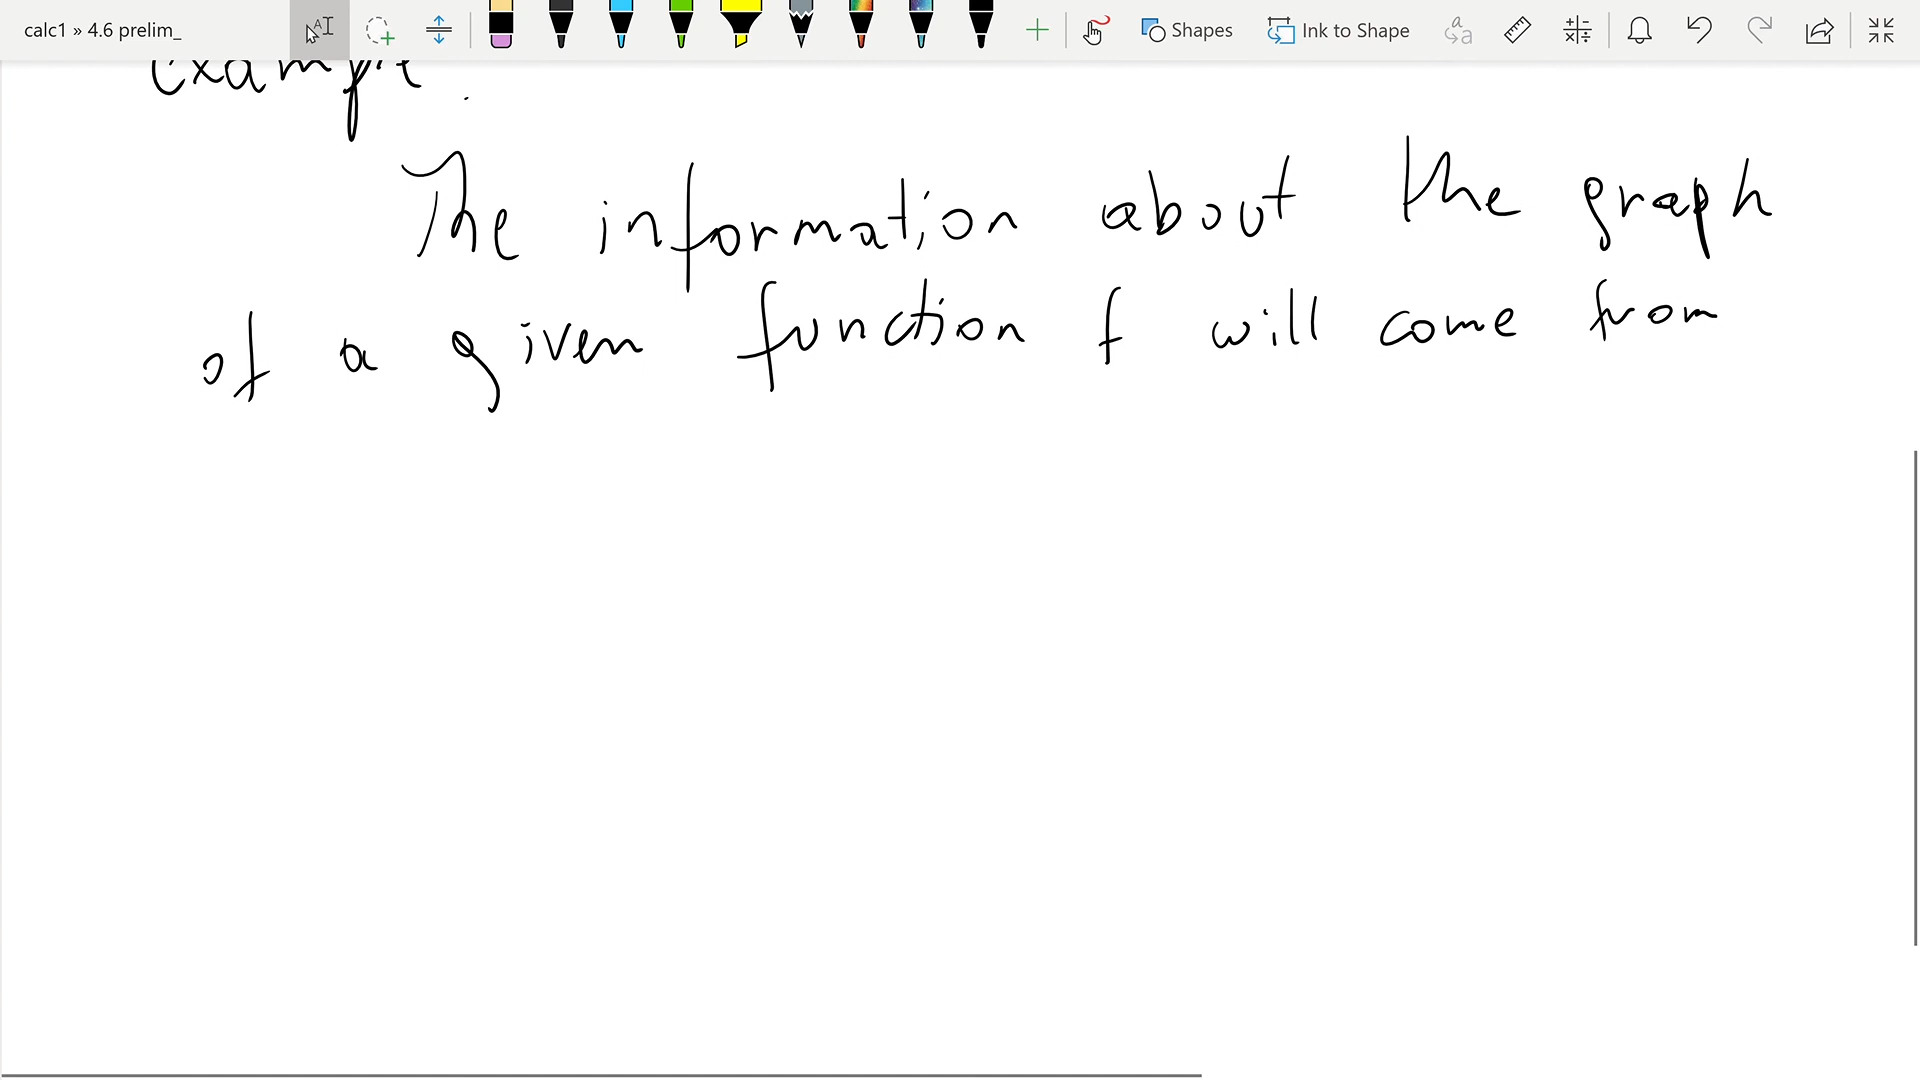 calc1 » 4.6 prelim_
Shapes
Ink to Shape
example.
The information about the graph
of a given function f will come from